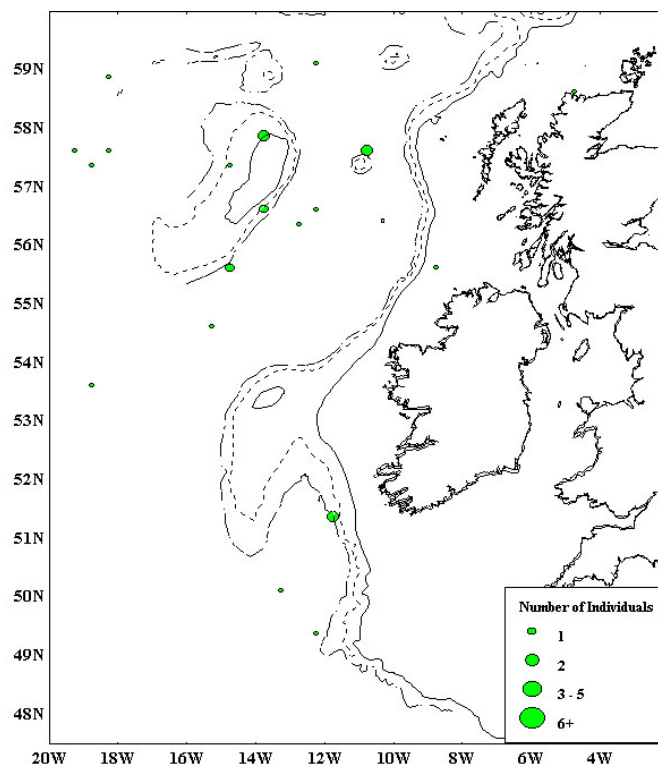 59N
58N
57N
56N
55N
54N
53N
52N
51N
50N
49N
48N
Number of Individuals
1
2
3 - 5
6+
20W 18W 16W 14W 12W 10W 8W 6W 4W